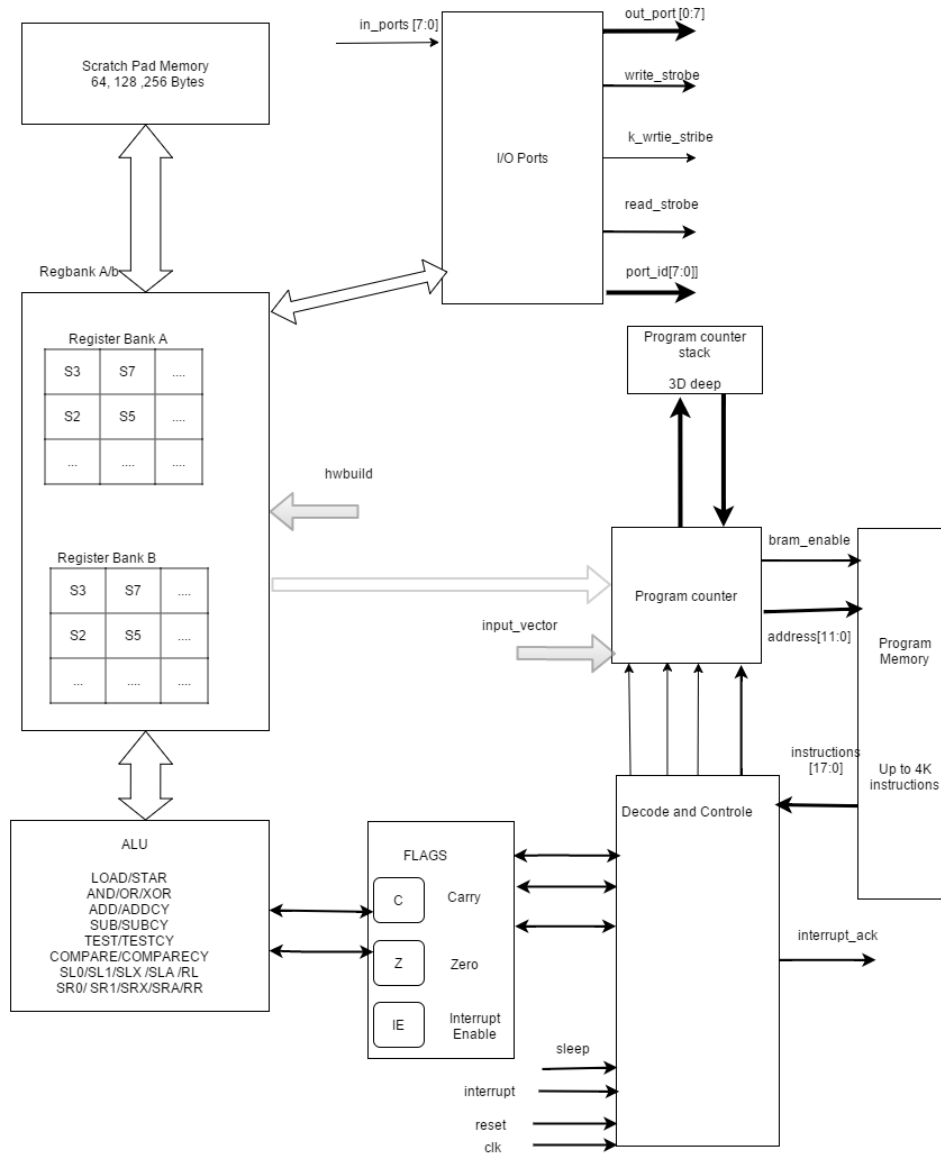 in_ports [7:0]
out_port [0:7]
Scratch Pad Memory
64, 128 ,256 Bytes
write_strobe
k_wrtie_stribe
I/O Ports
read_strobe
port_id[7:0]]
Regbank A/b
Register Bank A
S3 S7 ....
S2 S5 ....
... .... ....
Program counter
stack
3D deep
hwbuild
Register Bank B
S3 S7 ....
S2 S5 ....
... .... ....
bram_enable
Program counter
input_vector
address[11:0]
Program
Memory
instructions
[17:0]
Up to 4K
instructions
Decode and Controle
ALU
LOAD/STAR
AND/OR/XOR
ADD/ADDCY
SUB/SUBCY
TEST/TESTCY
COMPARE/COMPARECY
SL0/SL1/SLX /SLA /RL
SR0/ SR1/SRX/SRA/RR
FLAGS
C Carry
Z Zero
IE Interrupt
Enable
interrupt_ack
sleep
interrupt
reset
clk